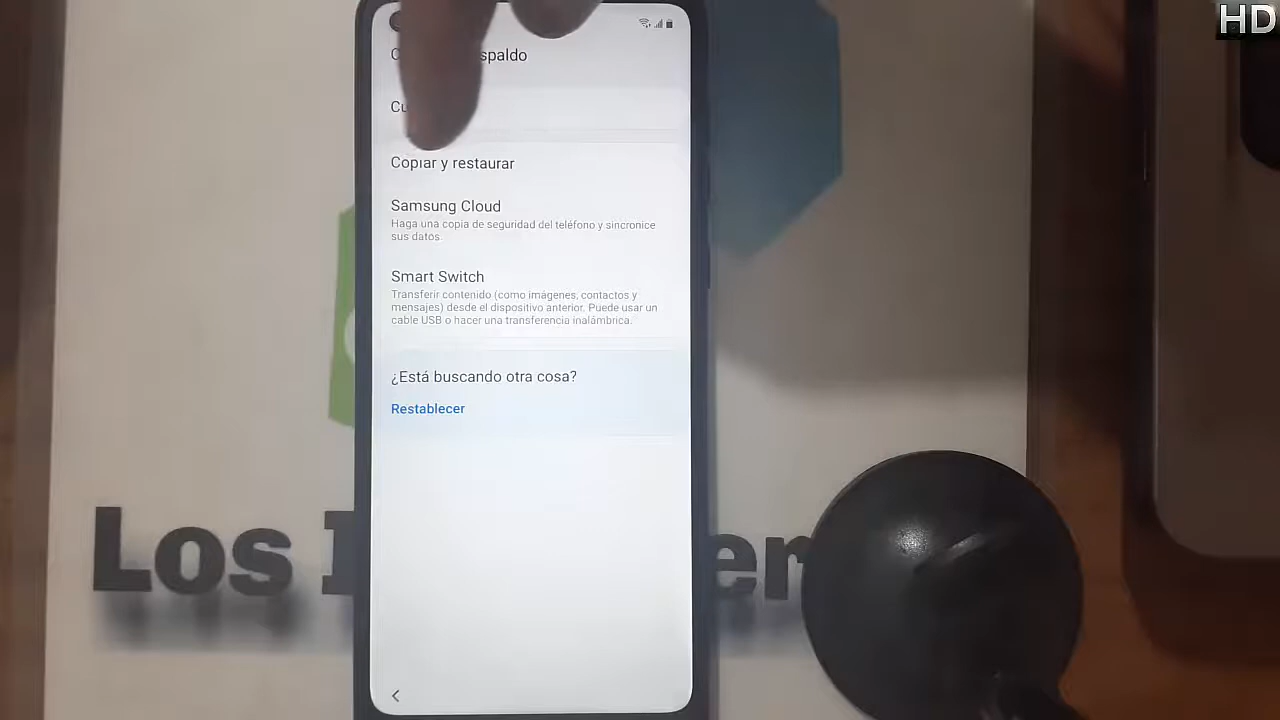 HD
spaldo
Copiar y restaurar
Samsung Cloud
Haga una copia de seguridad del teléfono y sincronice
sus datos.
Smart Switch
Transferir contenido (como imágenes, contactos y
mensajes) desde el dispositivo anterior. Puede usar un
cable USB o hacer una transferencia inalámbrica.
¿Está buscando otra cosa?
Restablecer
Los